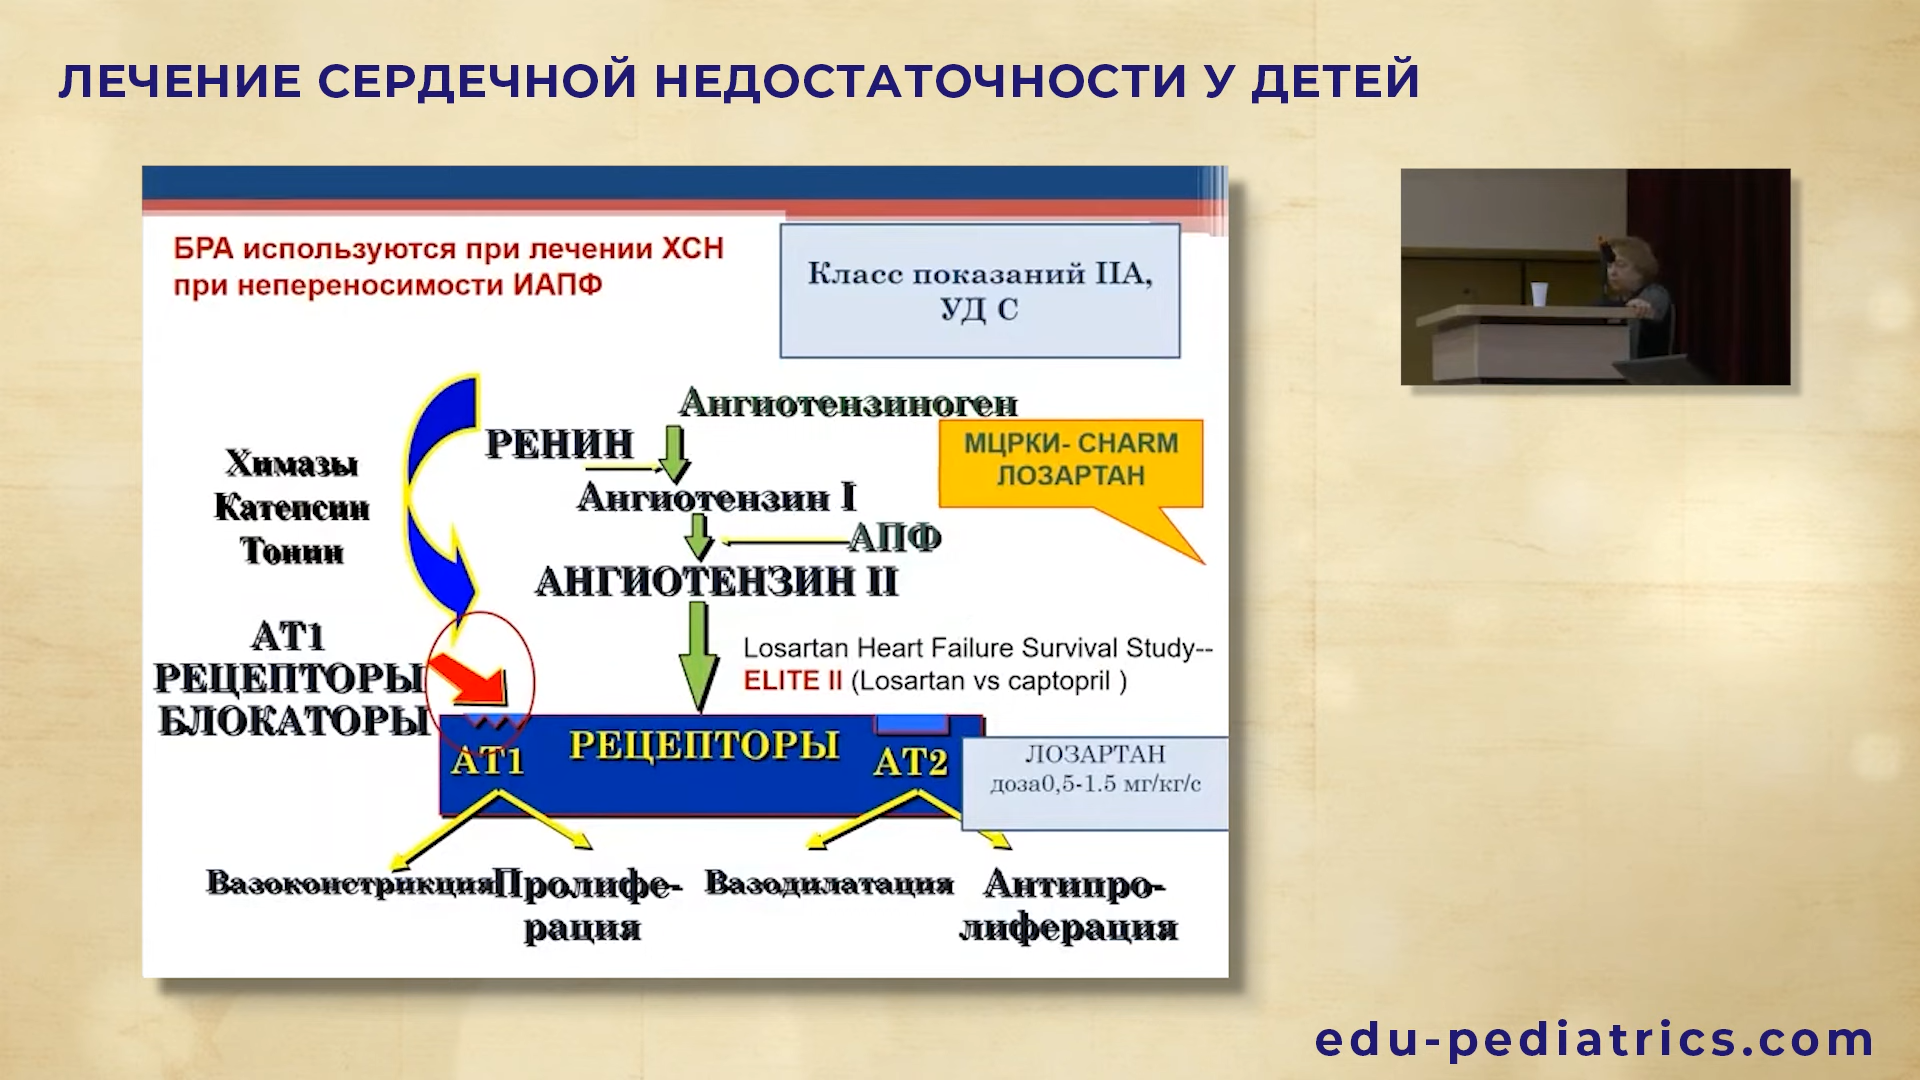 ЛЕЧЕНИЕ СЕРДЕЧНОЙ НЕДОСТАТОЧНОСТИ У ДЕТЕЙ
БРА используются при лечении ХСН
при непереносимости ИАПФ
Класс показаний IIA,
УД С
Ангиотензиноген
РЕНИН
МЦРКИ- CHARM
ЛОЗАРТАН
Химазы
Катепсин
Тонин
Ангиотензин I
АПФ
АНГИОТЕНЗИН II
АТ1
РЕЦЕПТОРЫ
БЛОКАТОРЫ
Losartan Heart Failure Survival Study--
ELITE II (Losartan vs captopril )
АТ1
РЕЦЕПТОРЫ
АТ2
ЛОЗАРТАН
доза0,5-1.5 мг/кг/с
Вазоконстрикция
Пролифе-
рация
Вазодилатация
Антипро-
лиферация
edu-pediatrics.com